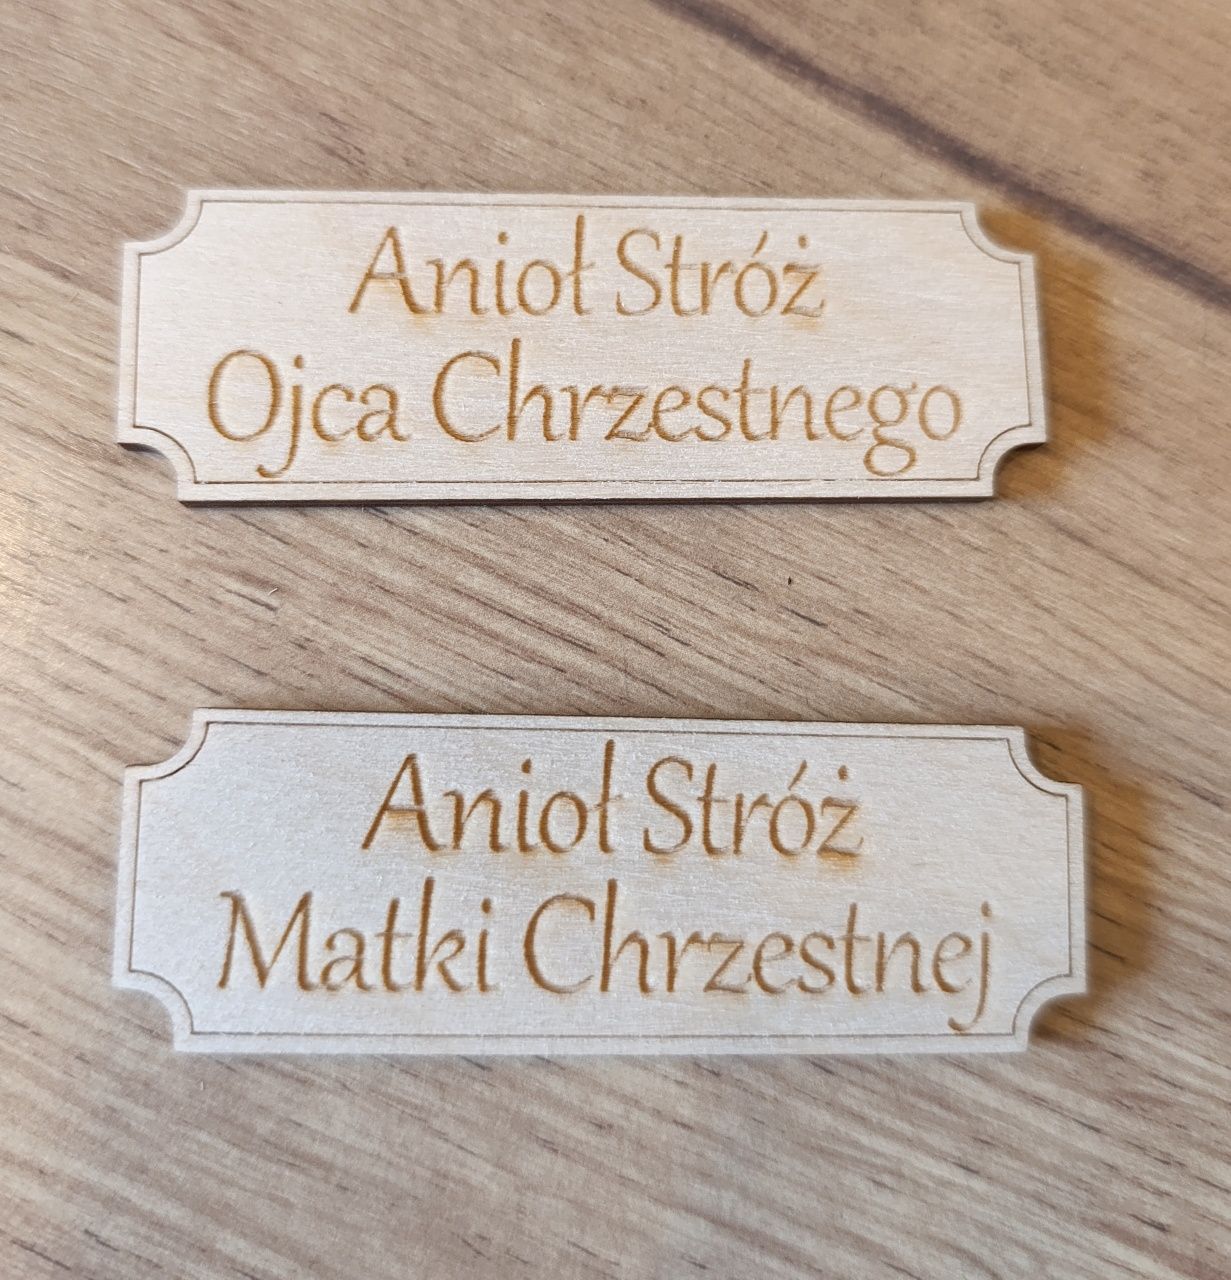 Anioł Stróż
Ojca Chrzestnego
Anioł Stróż
Matki Chrzestnej